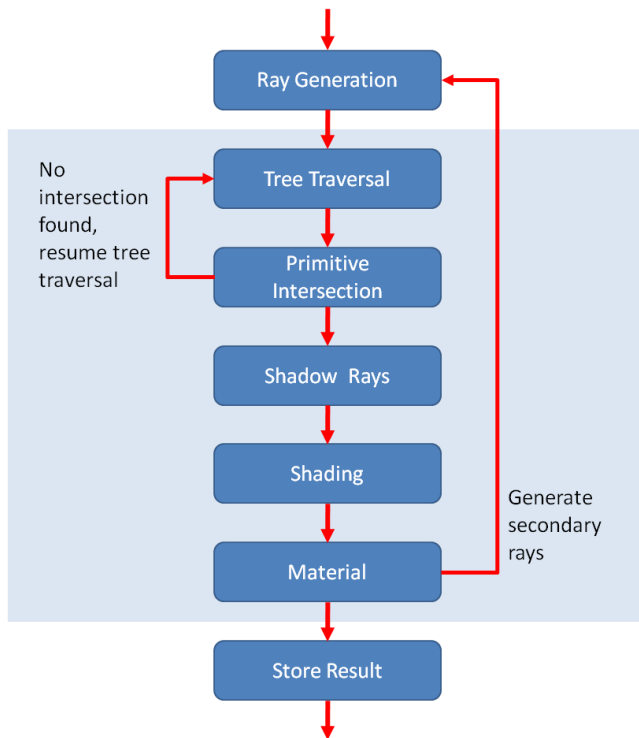 Ray Generation
No
intersection
found,
resume tree
traversal
Tree Traversal
Primitive
Intersection
Shadow Rays
Shading
Generate
secondary
rays
Material
Store Result